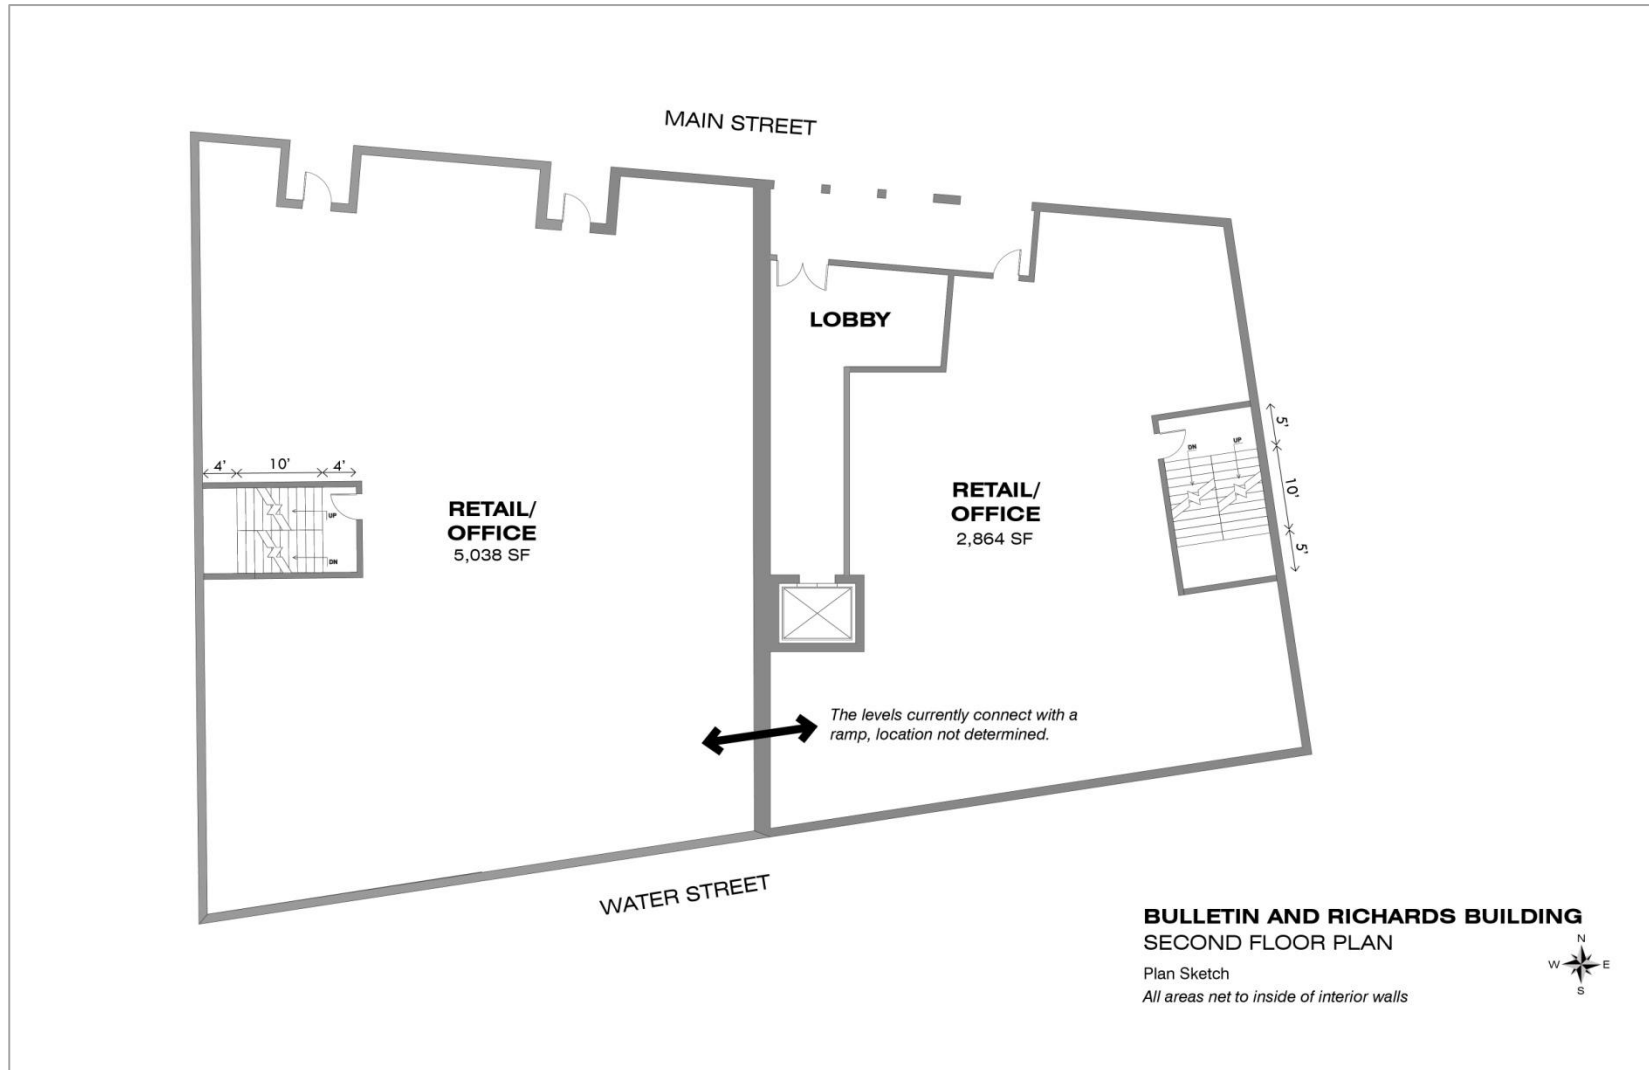 MAIN STREET
LOBBY
4'
10'
4'
UP
DN
RETAIL/
OFFICE
5,038 SF
RETAIL/
OFFICE
2,864 SF
DN
UP
5'
10'
5'
The levels currently connect with a
ramp, location not determined.
WATER STREET
BULLETIN AND RICHARDS BUILDING
SECOND FLOOR PLAN
Plan Sketch
All areas net to inside of interior walls
N
W
E
S